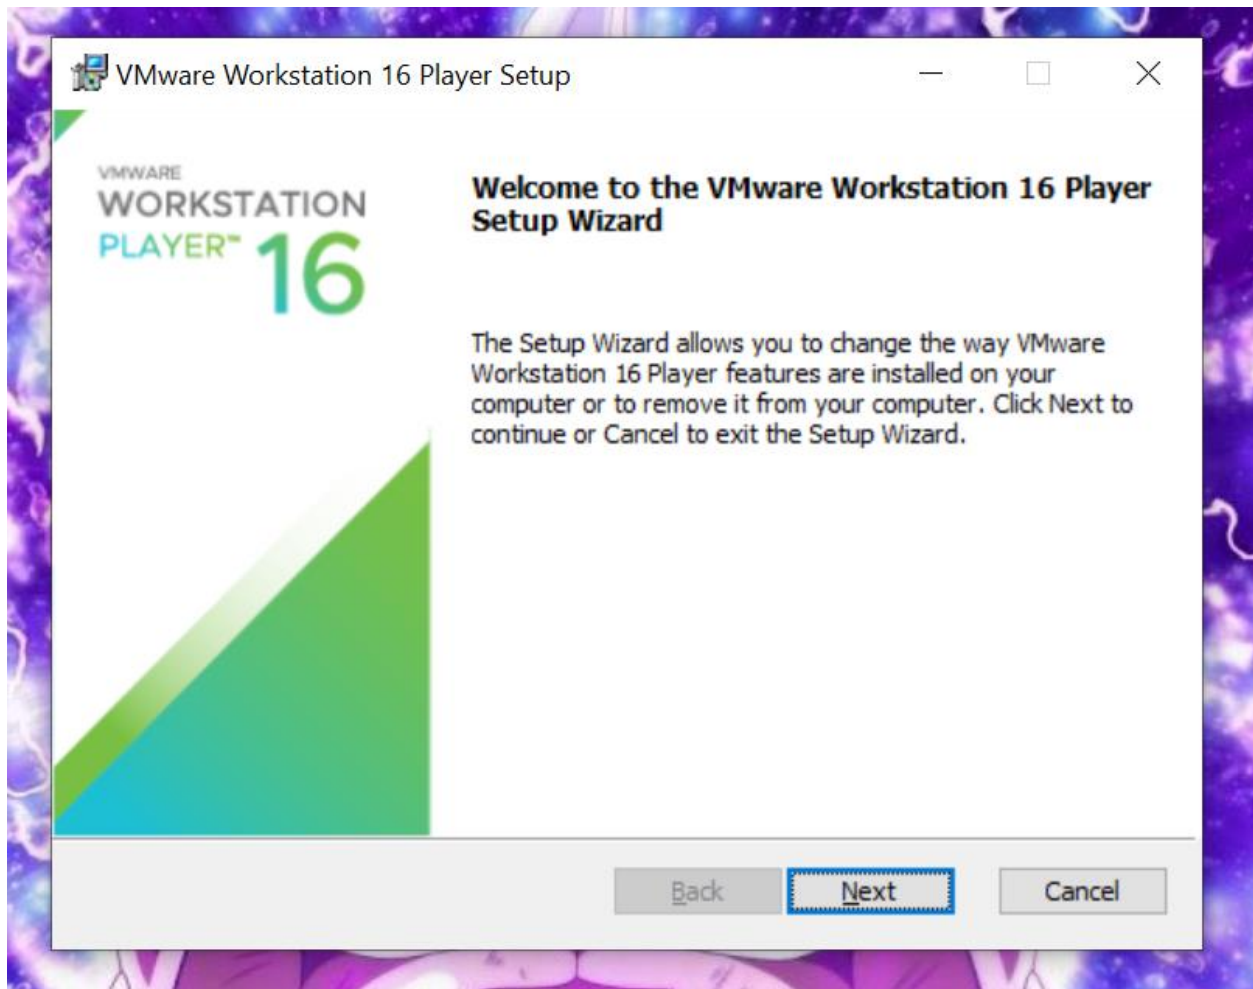 VMware Workstation 16 Player Setup
VMWARE
WORKSTATION
PLAYER™ 16
Welcome to the VMware Workstation 16 Player
Setup Wizard
The Setup Wizard allows you to change the way VMware
Workstation 16 Player features are installed on your
computer or to remove it from your computer. Click Next to
continue or Cancel to exit the Setup Wizard.
Back Next Cancel